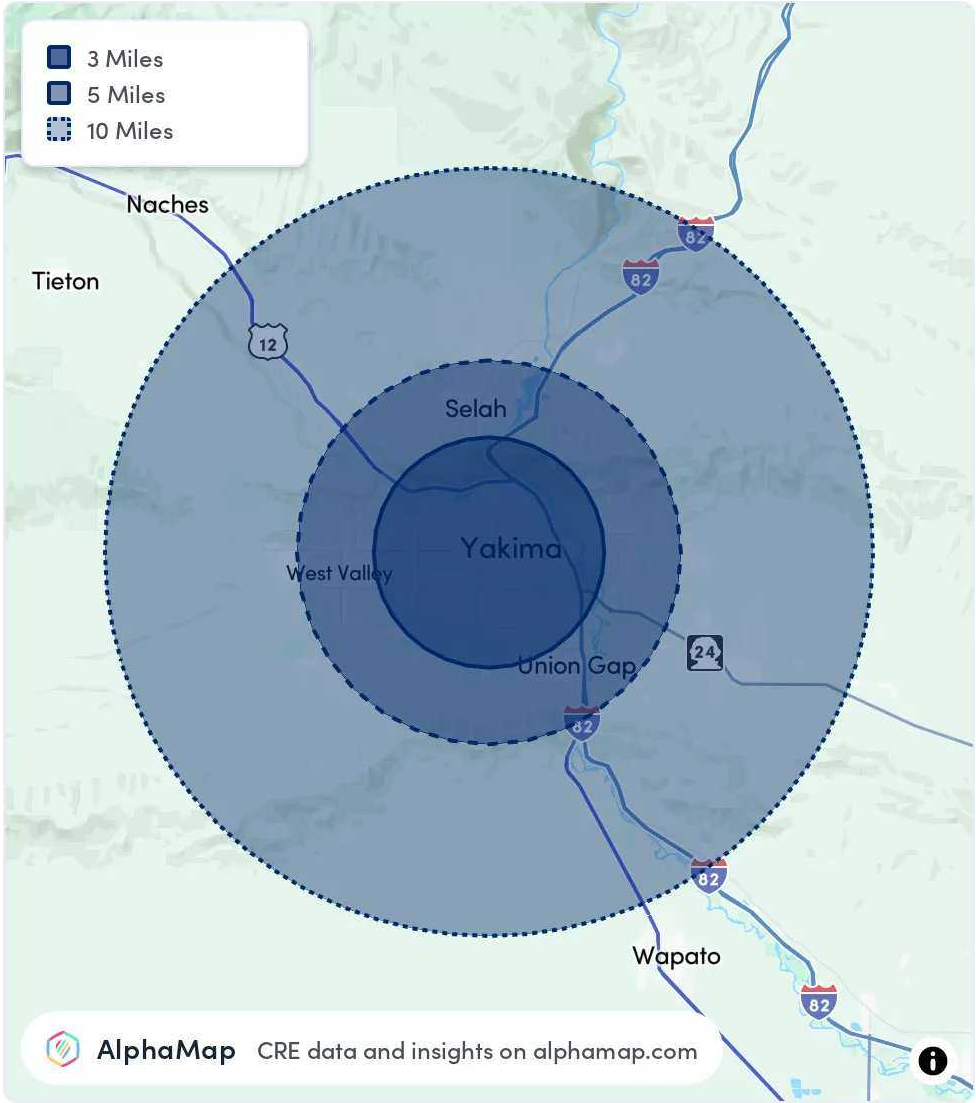 3 Miles
5 Miles
10 Miles
Naches
82
Tieton
82
12
Selah
Yakima
West Valley
24
Union Gap
82
82
Wapato
82
AlphaMap CRE data and insights on alphamap.com